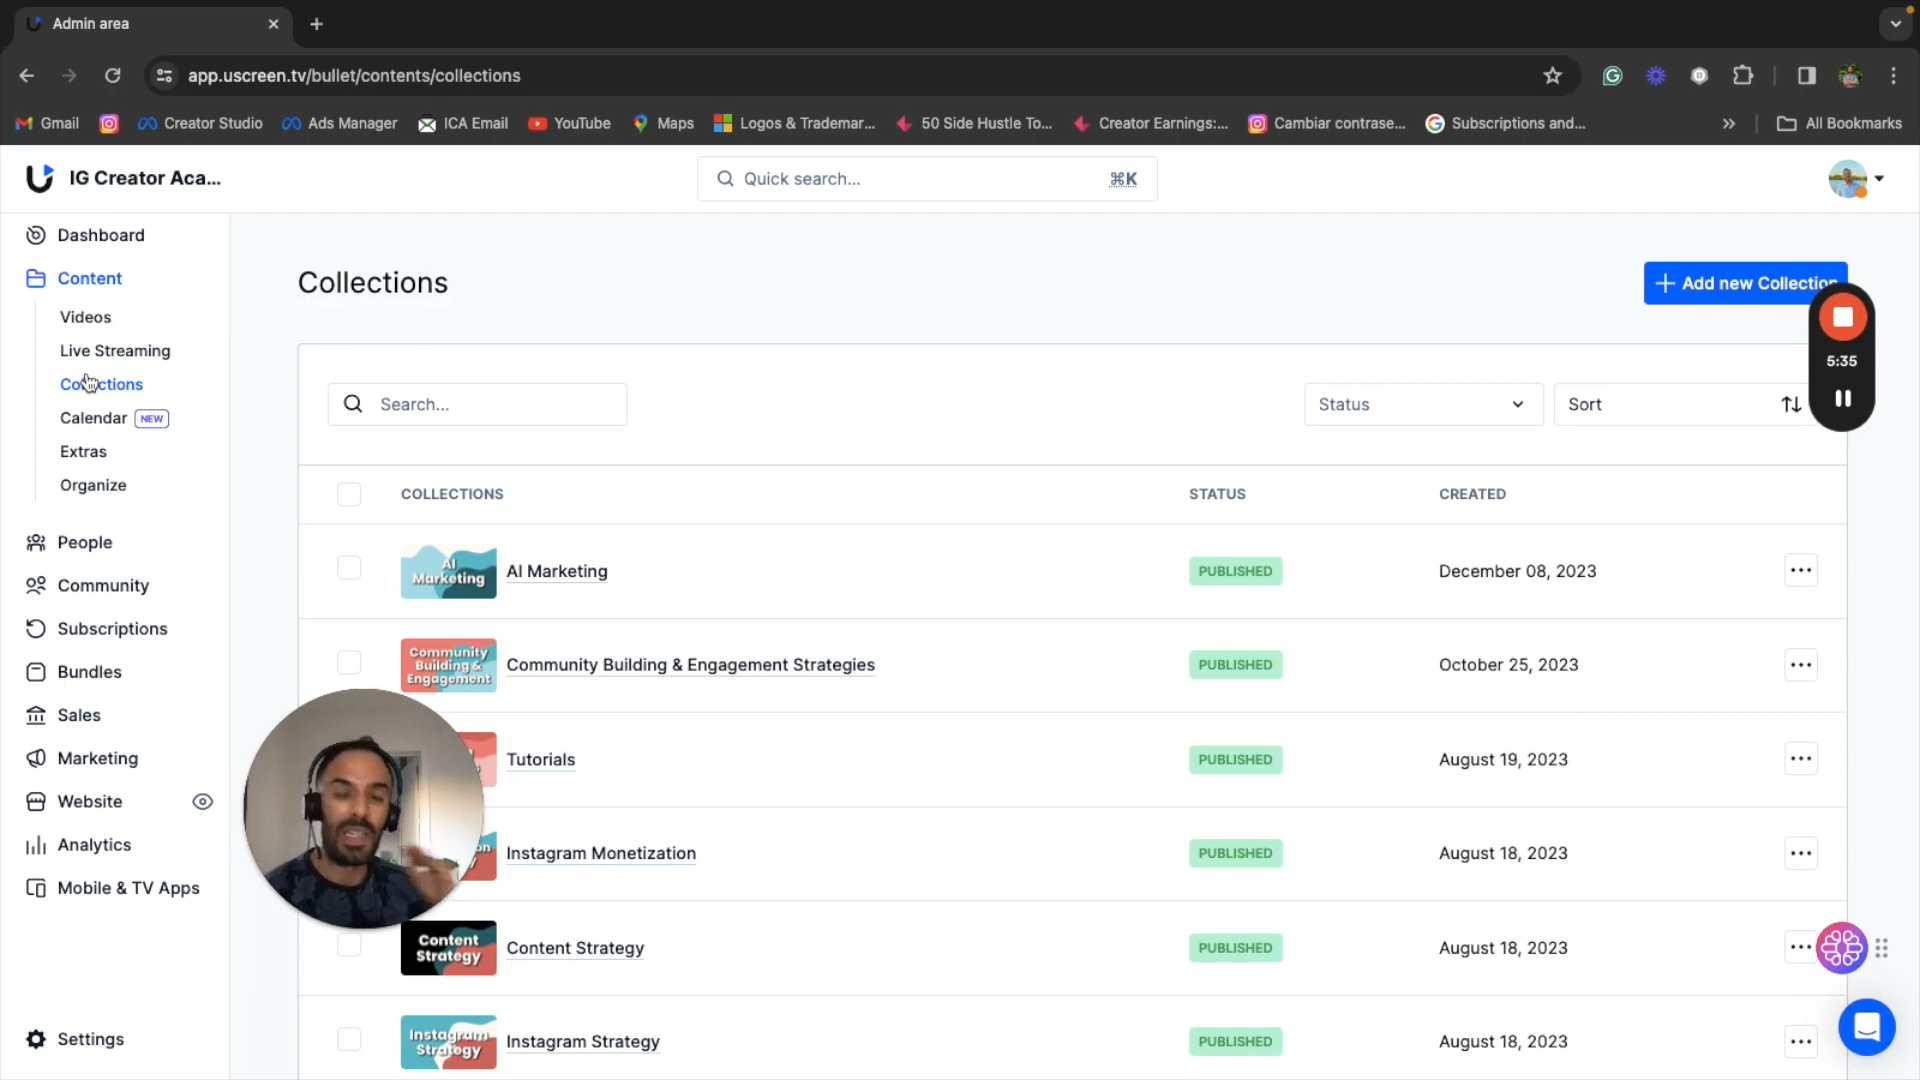 Admin area
app.uscreen.tv/bullet/contents/collections
Gmail
Creator Studio
Ads Manager
ICA Email
YouTube
Maps
Logos & Trademar...
50 Side Hustle To...
Creator Earnings:...
Cambiar contrase...
Subscriptions and...
All Bookmarks
IG Creator Aca...
Quick search...
⌘K
Dashboard
Content
Videos
Live Streaming
Collections
Calendar NEW
Extras
Organize
People
Community
Subscriptions
Bundles
Sales
Marketing
Website
Analytics
Mobile & TV Apps
Settings
Collections
Add new Collection
5:35
Search...
Status
Sort
COLLECTIONS STATUS CREATED
AI
Marketing
AI Marketing PUBLISHED December 08, 2023
Community
Building &
Engagement
Community Building & Engagement Strategies PUBLISHED October 25, 2023
Tutorials PUBLISHED August 19, 2023
Instagram Monetization PUBLISHED August 18, 2023
Content
Strategy
Content Strategy PUBLISHED August 18, 2023
Instagram
Strategy
Instagram Strategy PUBLISHED August 18, 2023